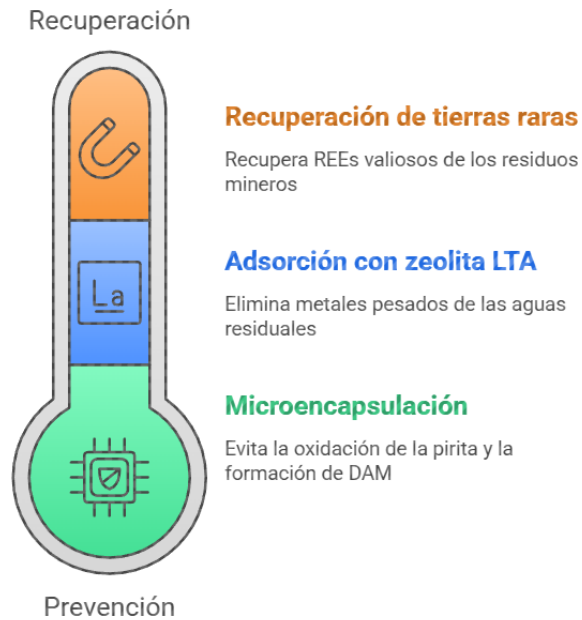 Recuperación
Recuperación de tierras raras
Recupera REEs valiosos de los residuos
mineros
Adsorción con zeolita LTA
La
Elimina metales pesados de las aguas
residuales
Microencapsulación
Evita la oxidación de la pirita y la
formación de DAM
Prevención